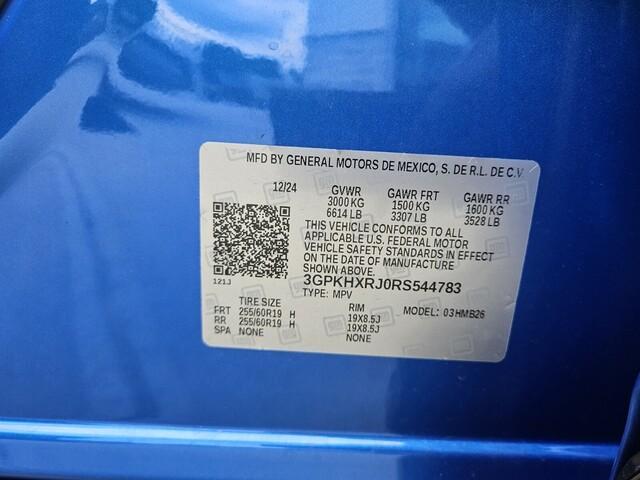 MFD BY GENERAL MOTORS DE MEXICO, S. DE R.L. DE C.V.
12/24 GVWR GAWR FRT GAWR RR
3000 KG 1500 KG 1600 KG
6614 LB 3307 LB 3528 LB
THIS VEHICLE CONFORMS TO ALL
APPLICABLE U.S. FEDERAL MOTOR
VEHICLE SAFETY STANDARDS IN EFFECT
ON THE DATE OF MANUFACTURE
SHOWN ABOVE.
121J
3GPKHXRJ0RS544783
TYPE: MPV
TIRE SIZE RIM MODEL: 03HMB26
FRT 255/60R19 H 19X8.5J
RR 255/60R19 H 19X8.5J
SPA NONE NONE